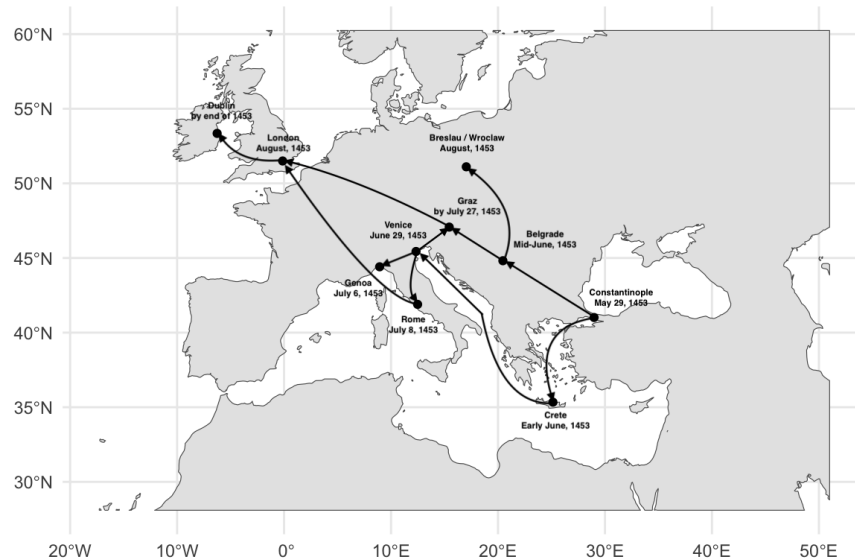 60°N
55°N
50°N
45°N
40°N
35°N
30°N
Dublin
by end of 1453
London
August, 1453
Breslau / Wroclaw
August, 1453
Graz
by July 27, 1453
Venice
June 29, 1453
Belgrade
Mid-June, 1453
Genoa
July 6, 1453
Constantinople
May 29, 1453
Rome
July 8, 1453
Crete
Early June, 1453
20°W
10°W
0°
10°E
20°E
30°E
40°E
50°E